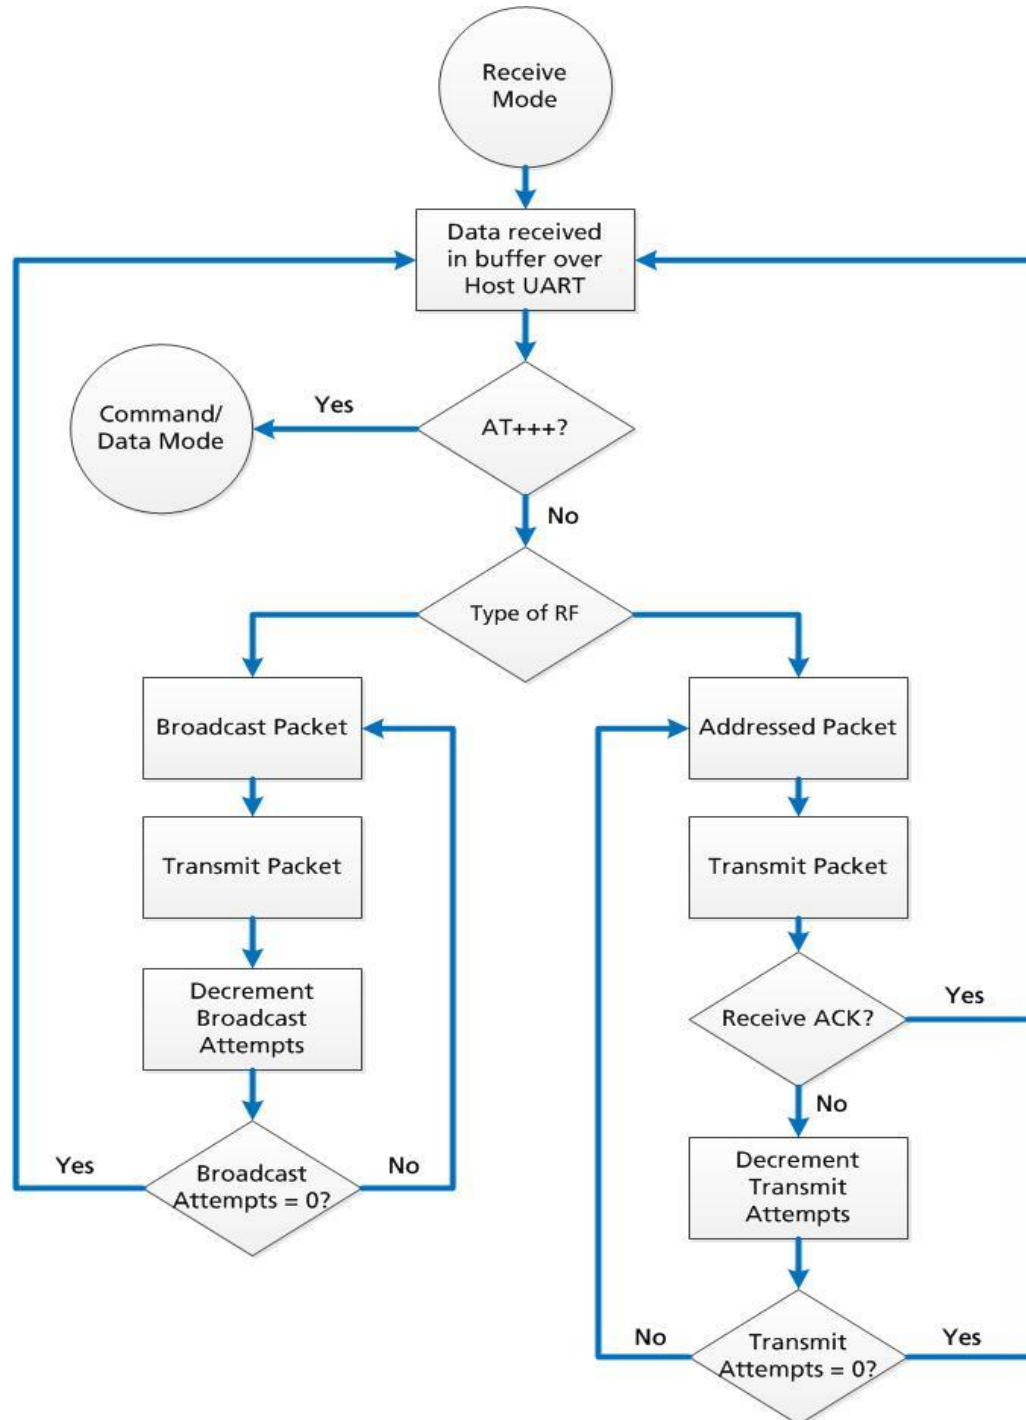 Receive
Mode
Data received
in buffer over
Host UART
Command/
Data Mode
Yes
AT+++?
No
Type of RF
Broadcast Packet
Addressed Packet
Transmit Packet
Transmit Packet
Decrement
Broadcast
Attempts
Receive ACK?
Yes
No
Yes
Broadcast
Attempts = 0?
No
Decrement
Transmit
Attempts
No
Transmit
Attempts = 0?
Yes